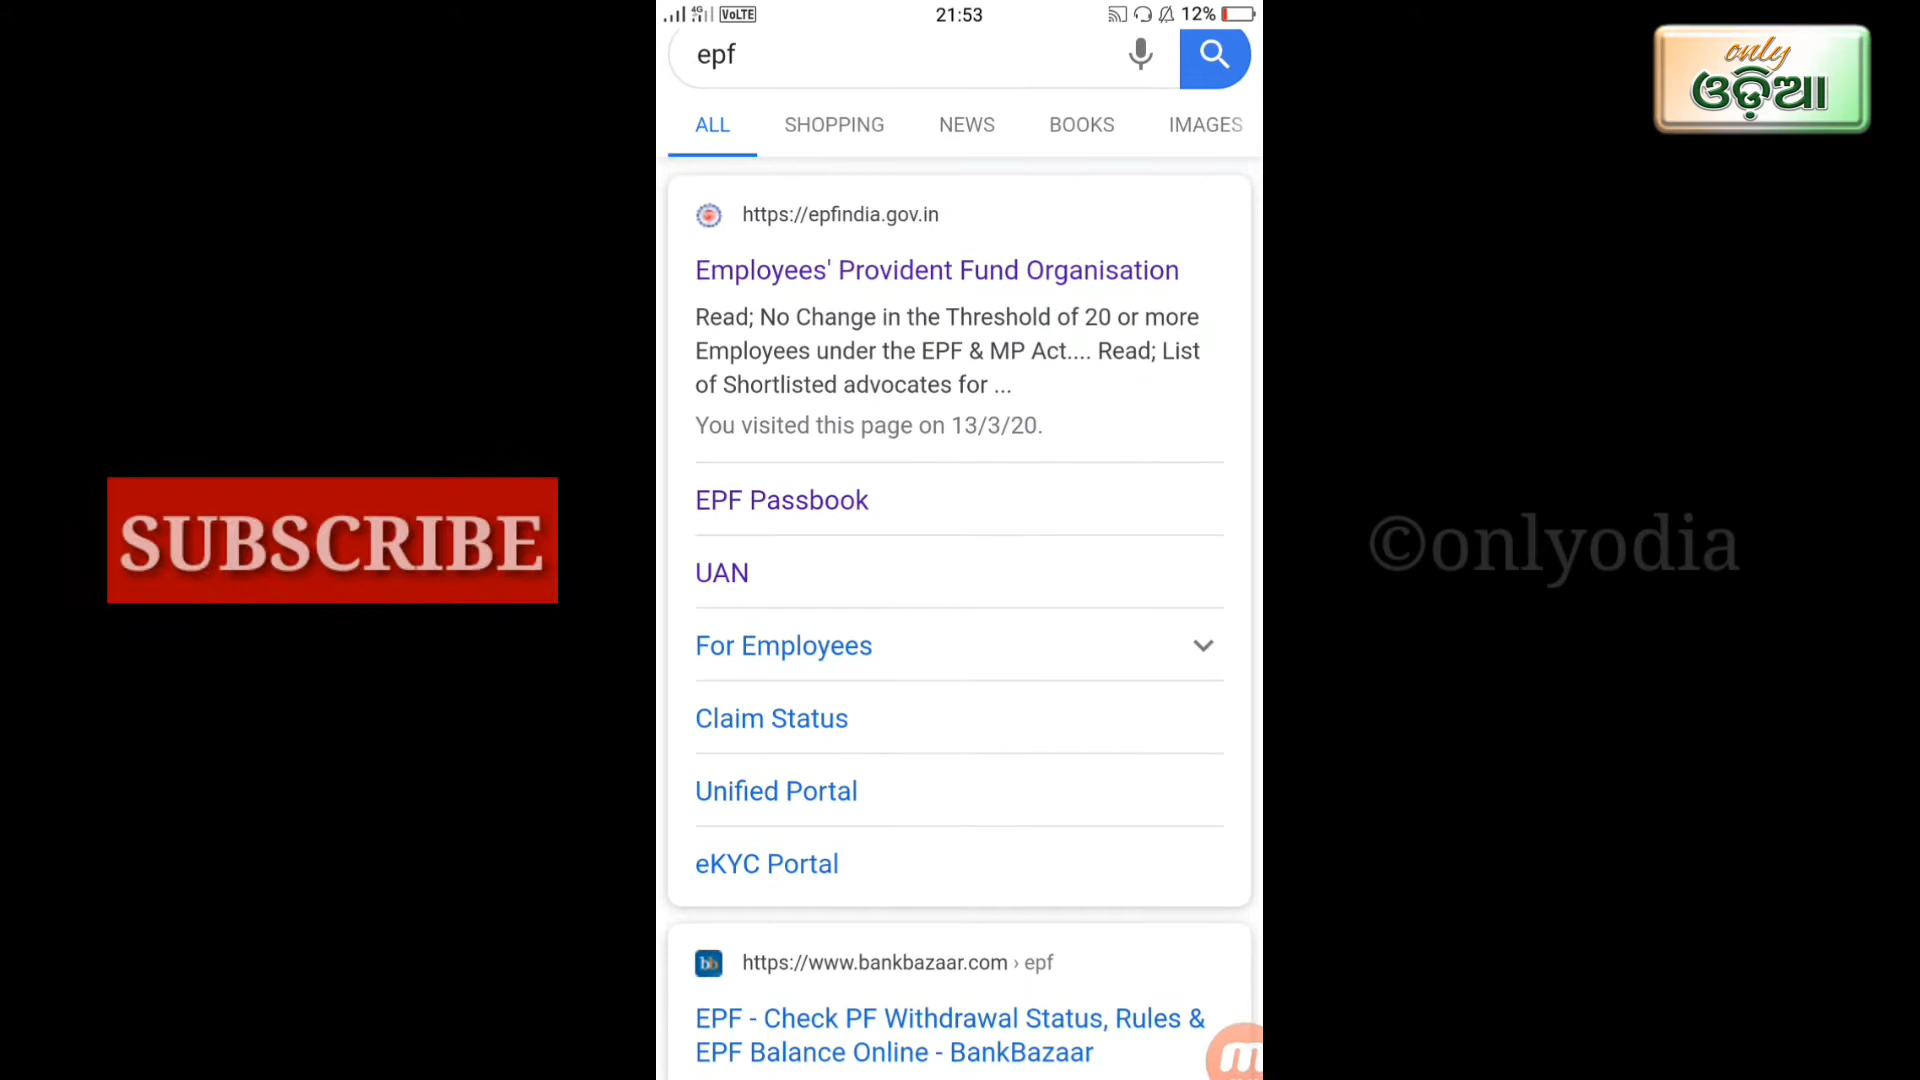 4G VoLTE 21:53 12%
epf
only
ଓଡ଼ିଆ
ALL SHOPPING NEWS BOOKS IMAGES
https://epfindia.gov.in
Employees' Provident Fund Organisation
Read; No Change in the Threshold of 20 or more
Employees under the EPF & MP Act.... Read; List
of Shortlisted advocates for ...
You visited this page on 13/3/20.
EPF Passbook
SUBSCRIBE
©onlyodia
UAN
For Employees
Claim Status
Unified Portal
eKYC Portal
bb https://www.bankbazaar.com › epf
EPF - Check PF Withdrawal Status, Rules &
EPF Balance Online - BankBazaar